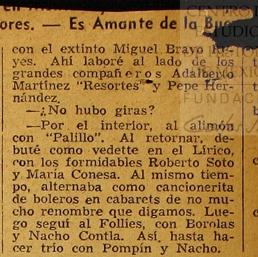 ores. — Es Amante de la Bue
con el extinto Miguel Bravo Re-
yes. Ahí laboré al lado de los
grandes compañeros Adalberto
Martínez "Resortes" y Pepe Her-
nández.
—¿No hubo giras?
—Por el interior, al alimón
con "Palillo". Al retornar, de-
buté como vedette en el Lírico,
con los formidables Roberto Soto
y María Conesa. Al mismo tiem-
po, alternaba como cancionerita
de boleros en cabarets de no mu-
cho renombre que digamos. Lue-
go seguí al Follies, con Borolas
y Nacho Contla. Así, hasta ha-
cer trío con Pompín y Nacho.